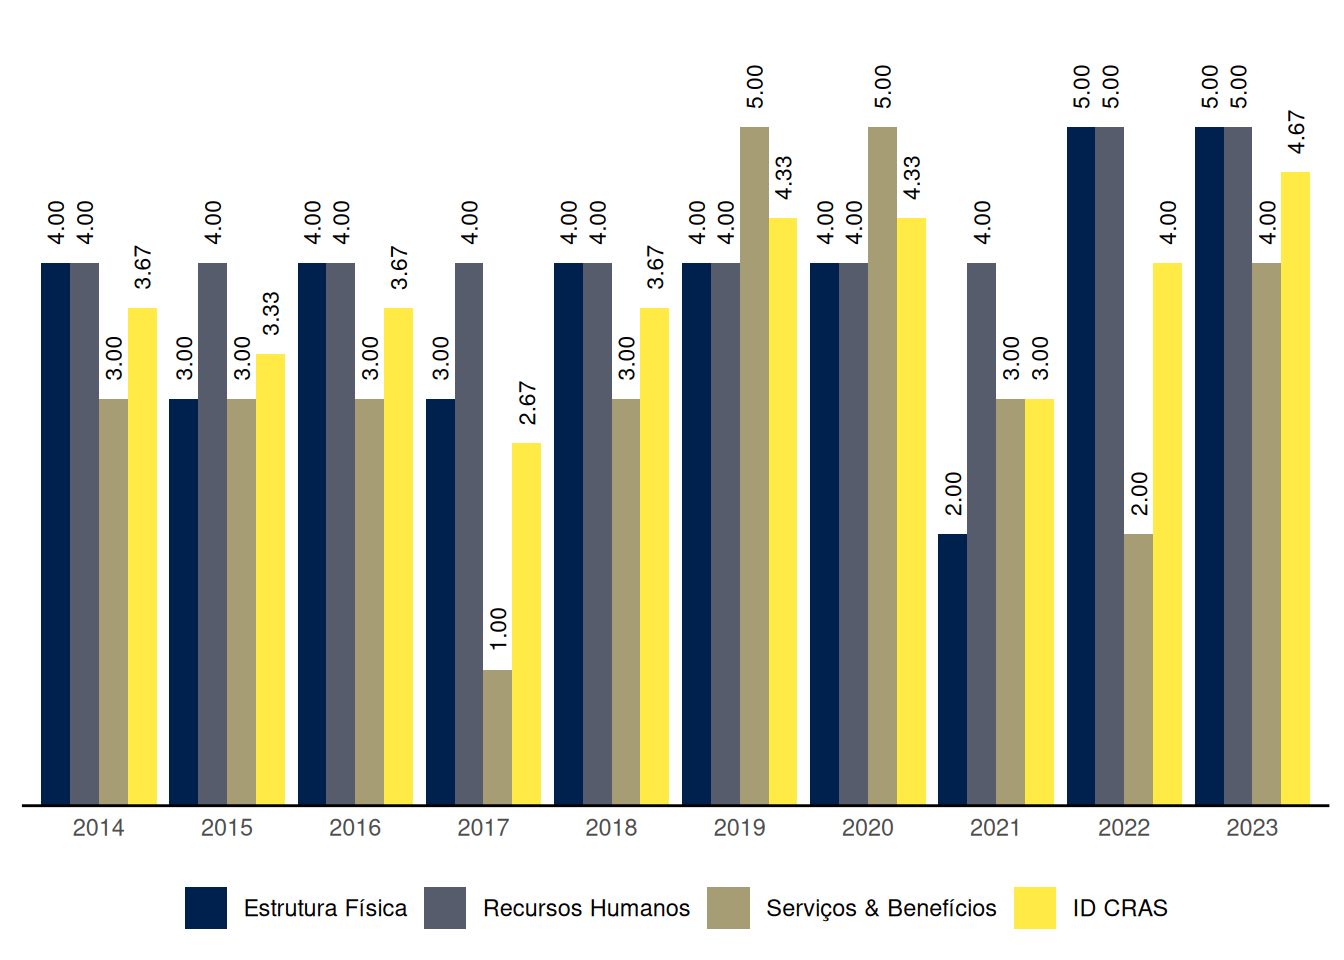 4.00 4.00 3.00 3.67
3.00 4.00 3.00 3.33
4.00 4.00 3.00 3.67
3.00 4.00 1.00 2.67
4.00 4.00 3.00 3.67
4.00 4.00 5.00 4.33
4.00 4.00 5.00 4.33
2.00 4.00 3.00 3.00
5.00 5.00 2.00 4.00
5.00 5.00 4.00 4.67
2014 2015 2016 2017 2018 2019 2020 2021 2022 2023
Estrutura Física Recursos Humanos Serviços & Benefícios ID CRAS